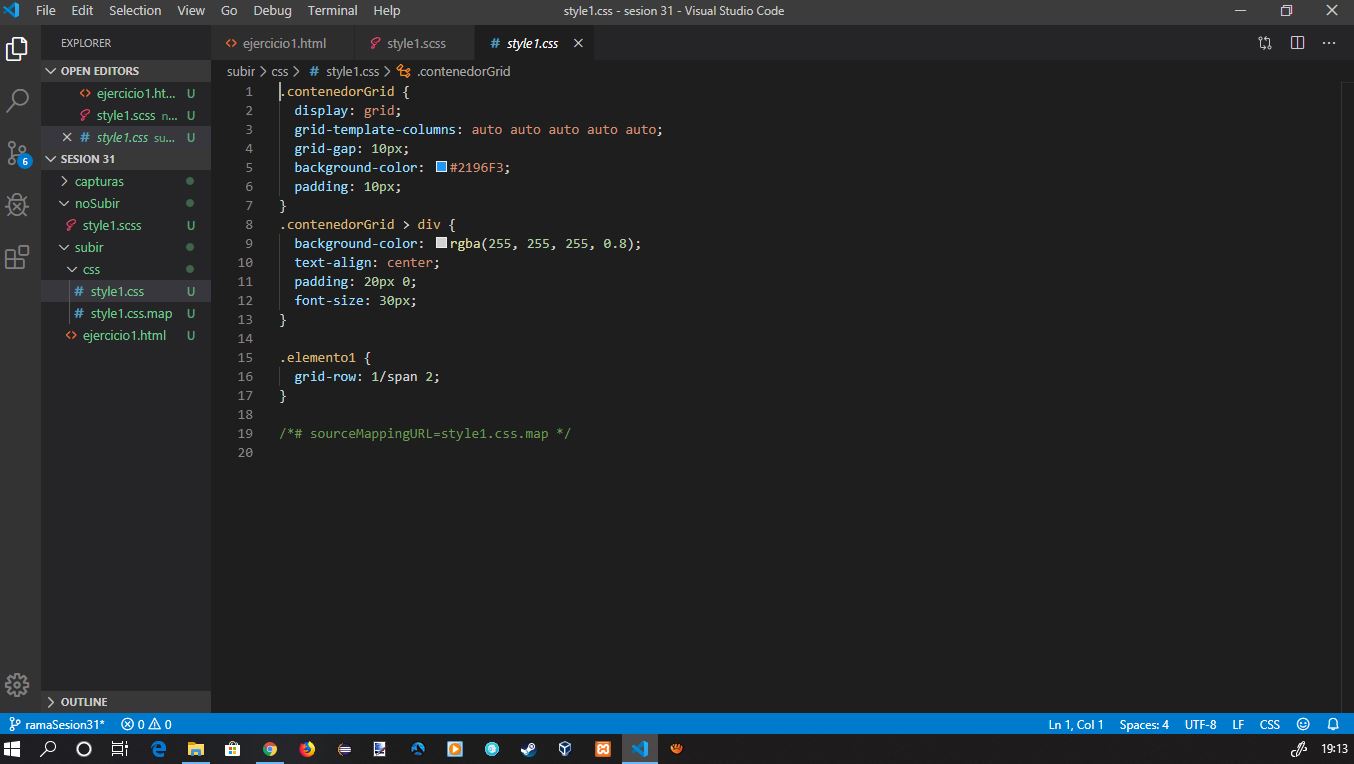 File Edit Selection View Go Debug Terminal Help
style1.css - sesion 31 - Visual Studio Code
EXPLORER
OPEN EDITORS
ejercicio1.ht... U
style1.scss n... U
style1.css su... U
SESION 31
capturas
noSubir
style1.scss U
subir
css
style1.css U
style1.css.map U
ejercicio1.html U
OUTLINE
6
ejercicio1.html style1.scss style1.css
subir > css > # style1.css > .contenedorGrid
1 .contenedorGrid {
2 display: grid;
3 grid-template-columns: auto auto auto auto auto;
4 grid-gap: 10px;
5 background-color: #2196F3;
6 padding: 10px;
7 }
8 .contenedorGrid > div {
9 background-color: rgba(255, 255, 255, 0.8);
10 text-align: center;
11 padding: 20px 0;
12 font-size: 30px;
13 }
14
15 .elemento1 {
16 grid-row: 1/span 2;
17 }
18
19 /*# sourceMappingURL=style1.css.map */
20
ramaSesion31* 0 0
Ln 1, Col 1 Spaces: 4 UTF-8 LF CSS
19:13